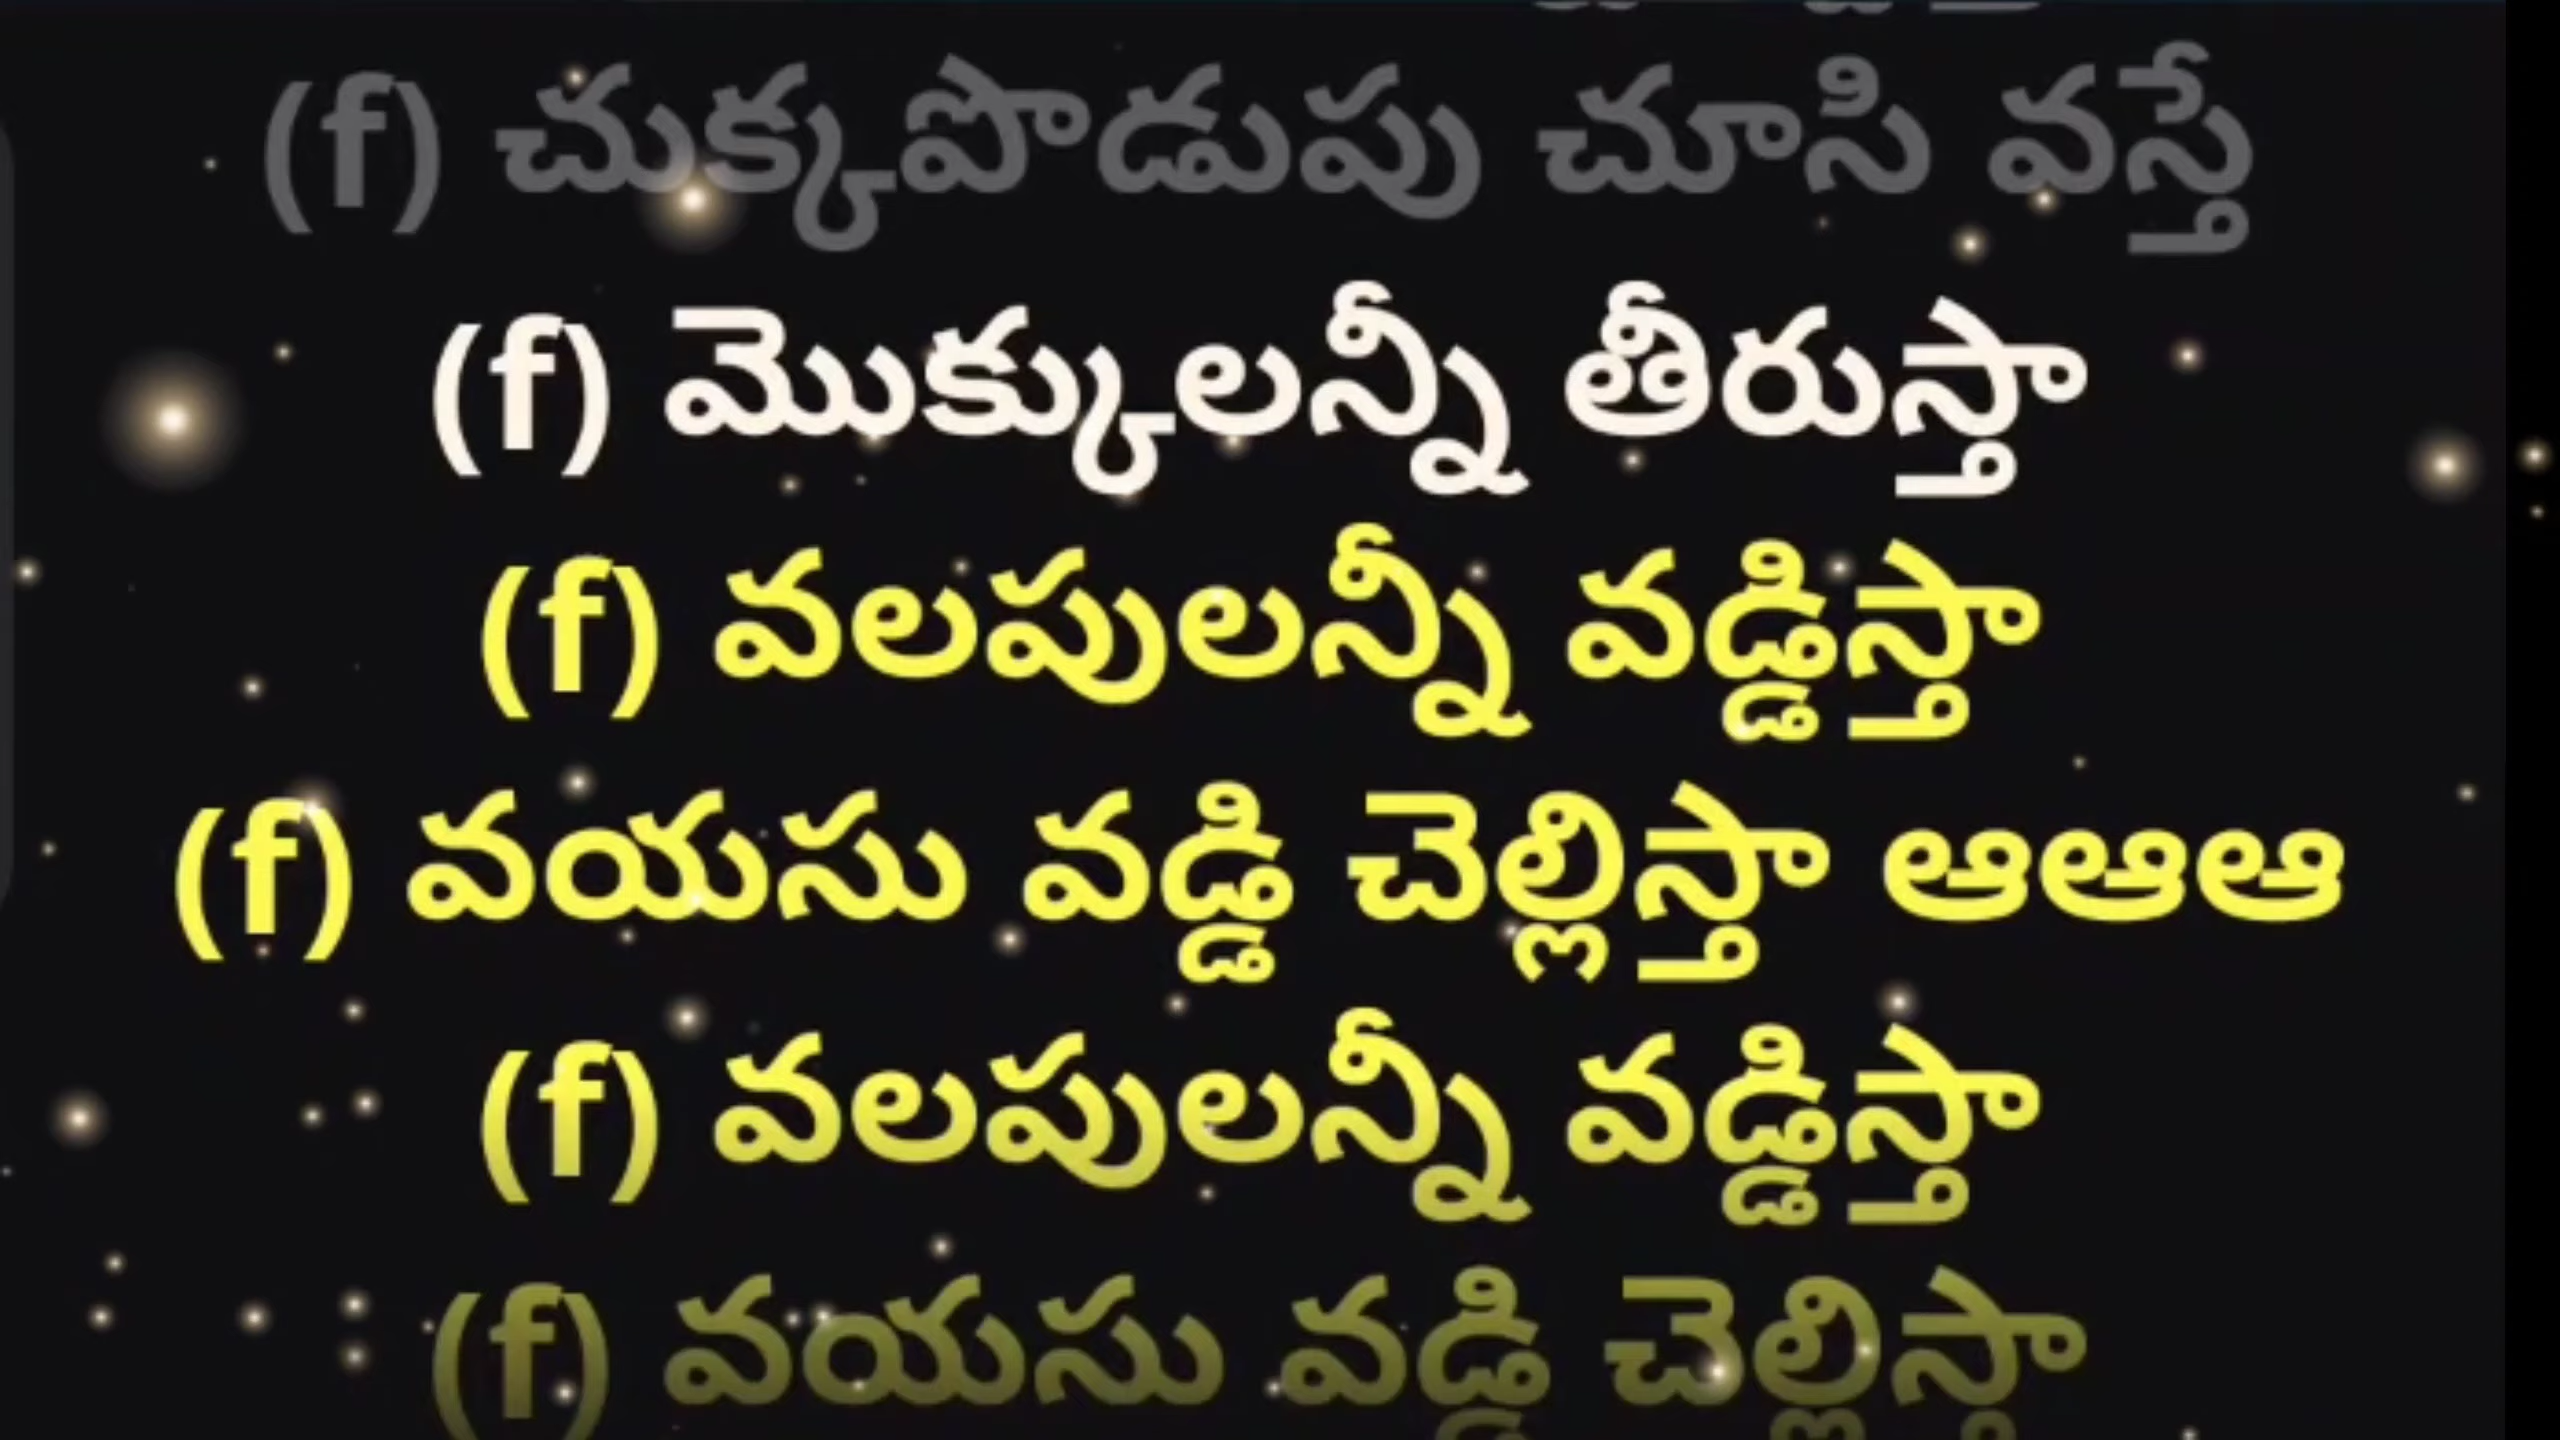 (f) చుక్కపొడుపు చూసి వస్తే
(f) మొక్కులన్నీ తీరుస్తా
(f) వలపులన్నీ వడ్డిస్తా
(f) వయసు వడ్డి చెల్లిస్తా ఆఆఆ
(f) వలపులన్నీ వడ్డిస్తా
(f) వయసు వడ్డి చెల్లిస్తా